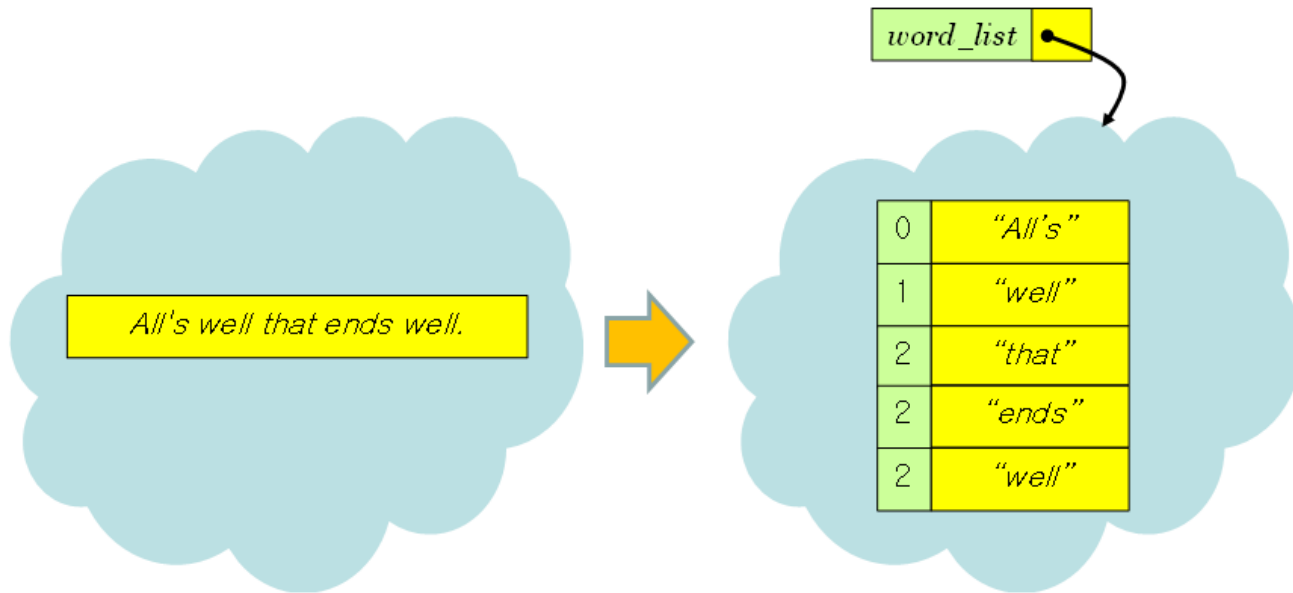 word_list
All's well that ends well.
0 “All’s”
1 “well”
2 “that”
2 “ends”
2 “well”